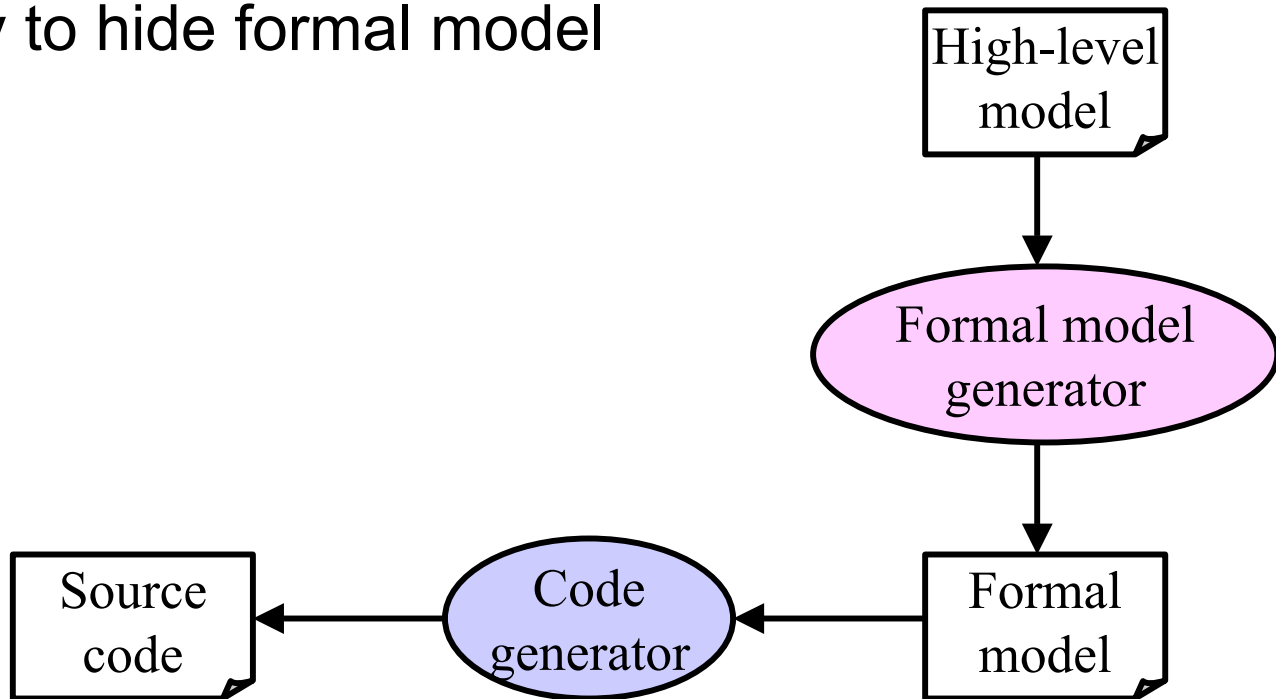 to hide formal model
High-level
model
Formal model
generator
Source
code
Code
generator
Formal
model